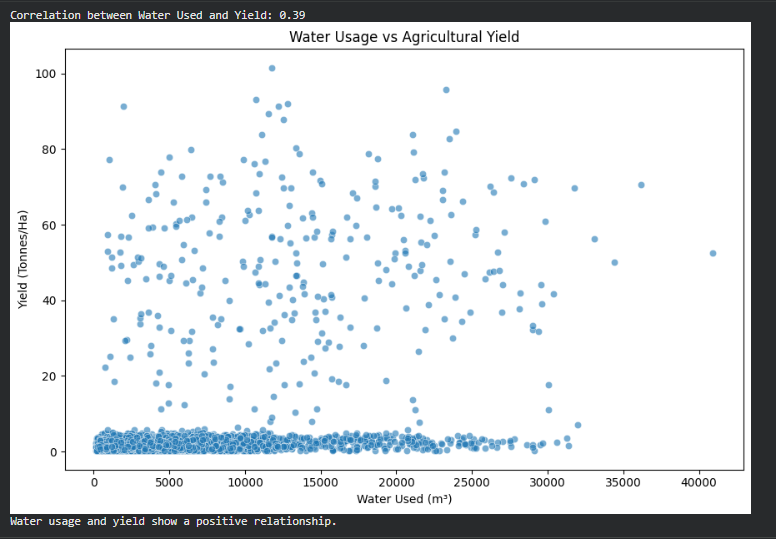 Correlation between Water Used and Yield: 0.39
Water Usage vs Agricultural Yield
100
80
60
40
20
0
Yield (Tonnes/Ha)
0 5000 10000 15000 20000 25000 30000 35000 40000
Water Used (m³)
Water usage and yield show a positive relationship.